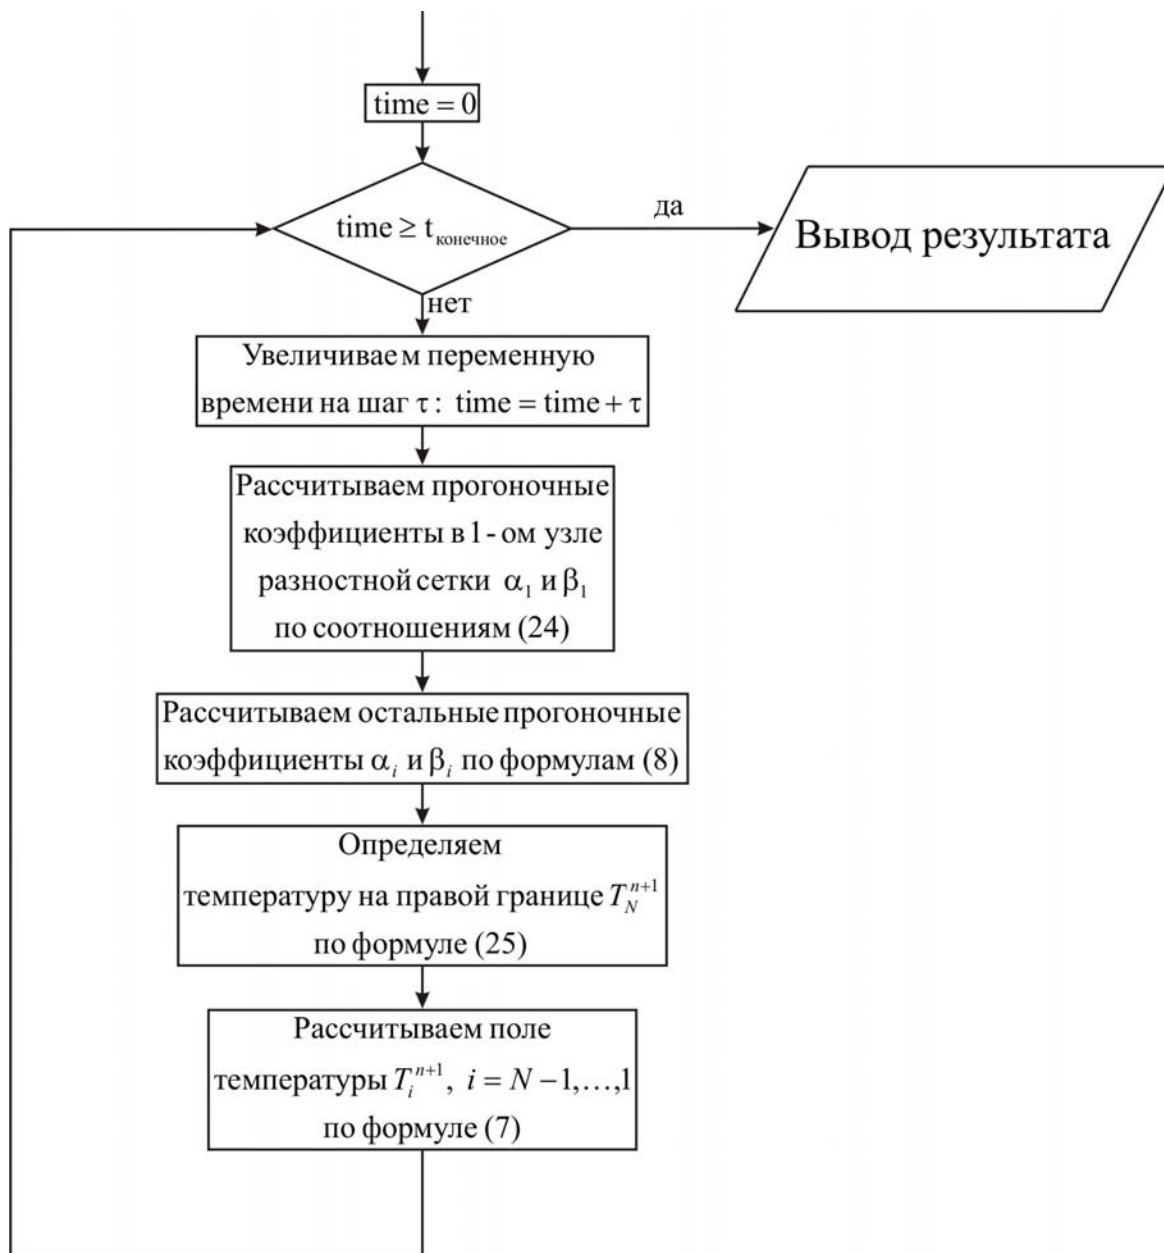 time = 0
time ≥ t конечное
да
Вывод результата
нет
Увеличиваем переменную
времени на шаг τ: time = time + τ
Рассчитываем прогоночные
коэффициенты в 1-ом узле
разностной сетки α₁ и β₁
по соотношениям (24)
Рассчитываем остальные прогоночные
коэффициенты αᵢ и βᵢ по формулам (8)
Определяем
температуру на правой границе T_N^{n+1}
по формуле (25)
Рассчитываем поле
температуры T_i^{n+1}, i = N −1,…,1
по формуле (7)